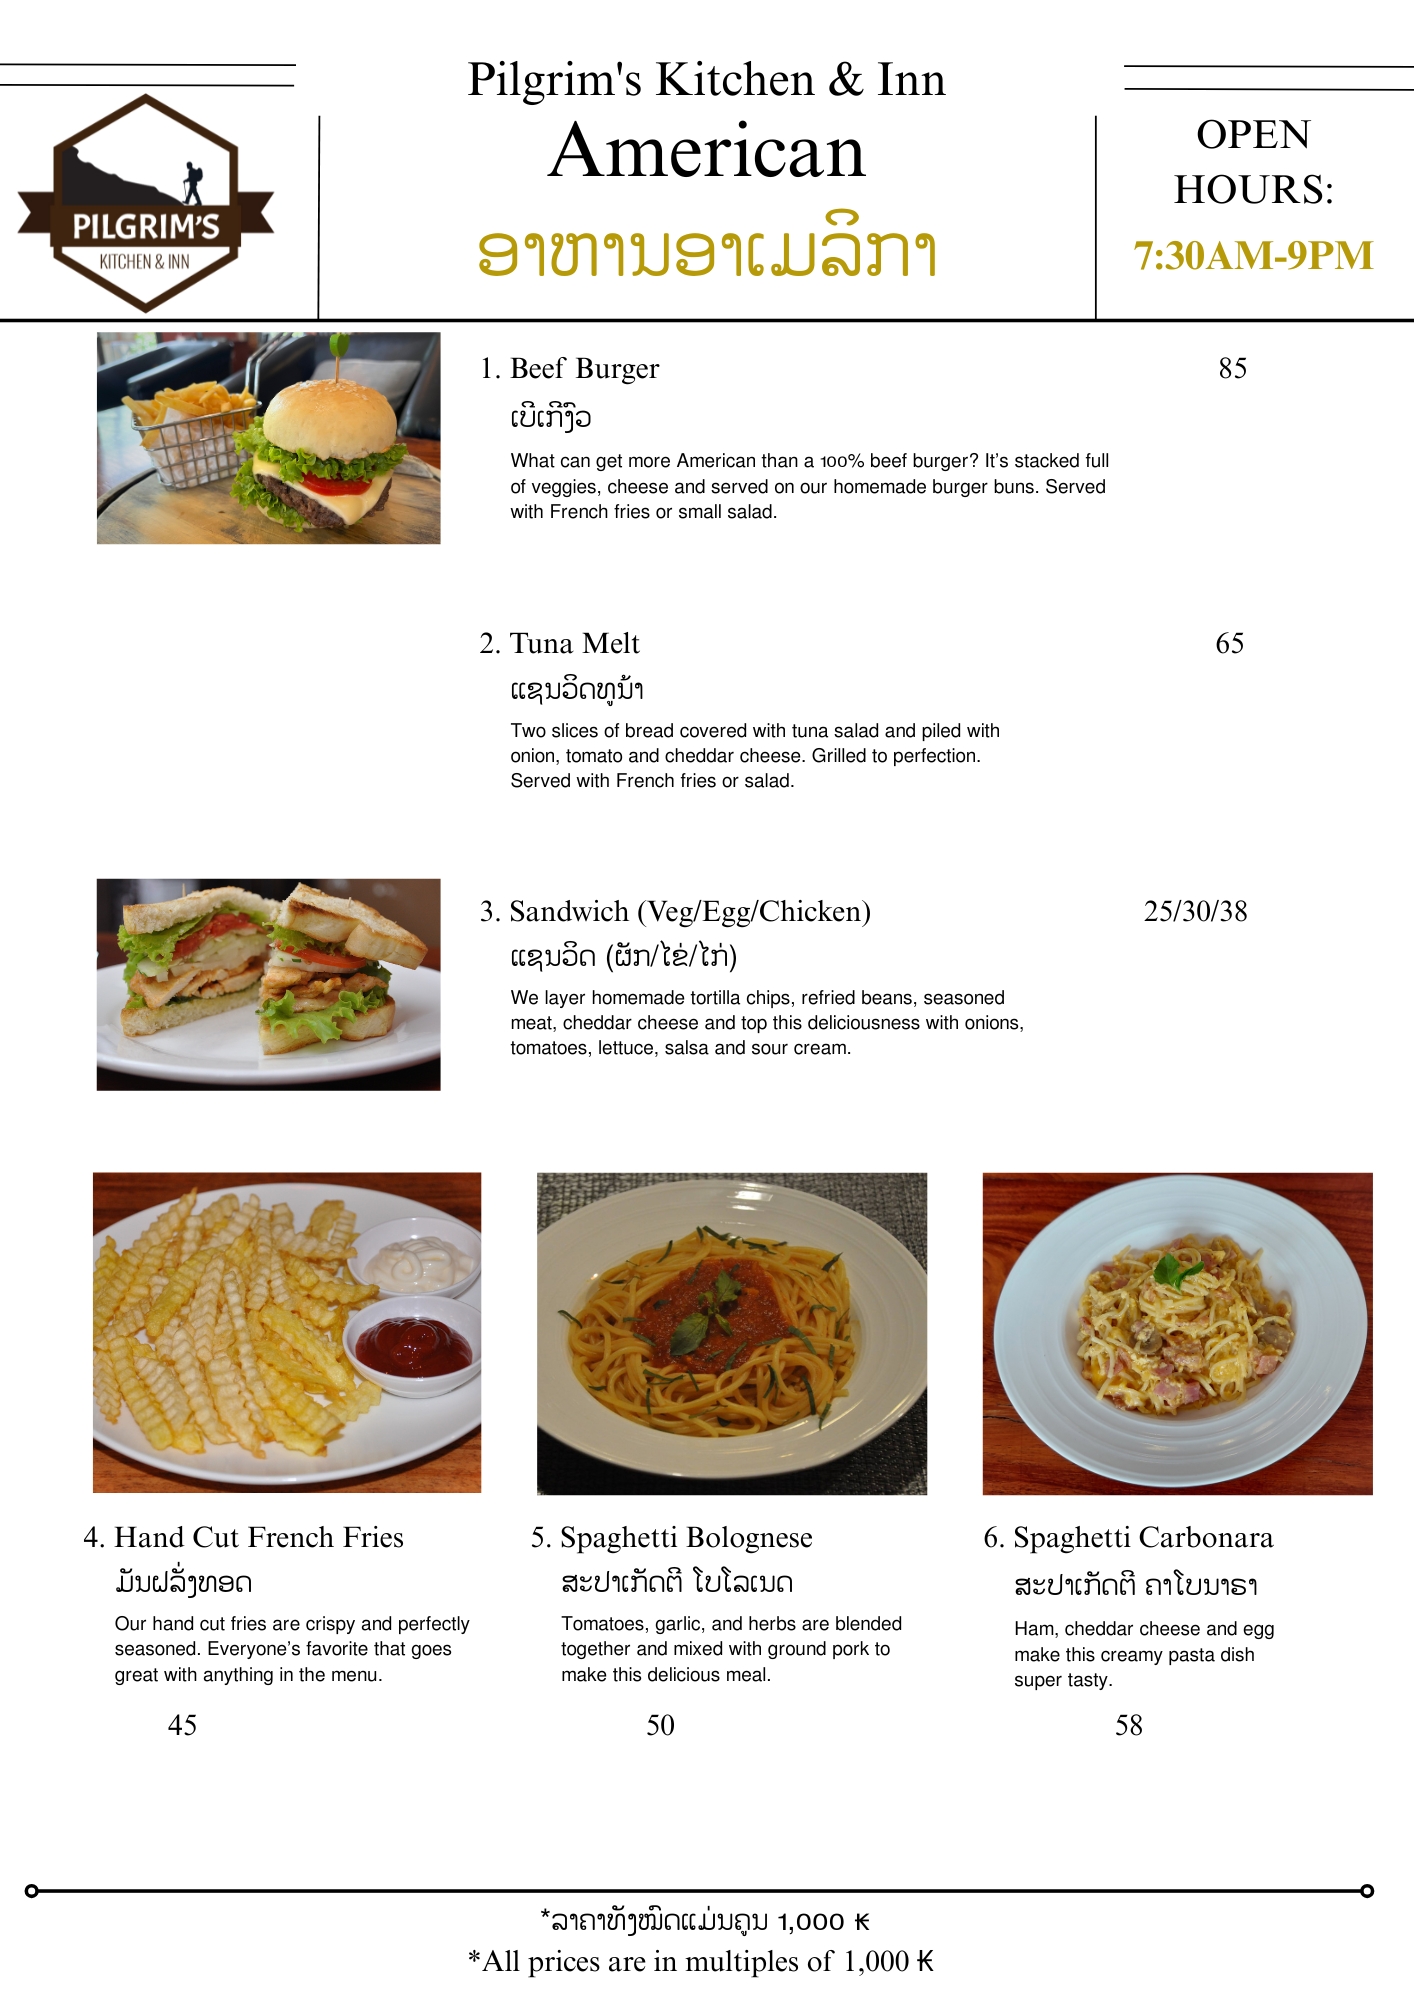 Pilgrim's Kitchen & Inn
American
ອາຫານອາເມລິກາ
PILGRIM'S
KITCHEN & INN
OPEN
HOURS:
7:30AM-9PM
1. Beef Burger 85
ເບີເກີງົວ
What can get more American than a 100% beef burger? It's stacked full
of veggies, cheese and served on our homemade burger buns. Served
with French fries or small salad.
2. Tuna Melt 65
ແຊນວິດທູນ້າ
Two slices of bread covered with tuna salad and piled with
onion, tomato and cheddar cheese. Grilled to perfection.
Served with French fries or salad.
3. Sandwich (Veg/Egg/Chicken) 25/30/38
ແຊນວິດ (ຜັກ/ໄຂ່/ໄກ່)
We layer homemade tortilla chips, refried beans, seasoned
meat, cheddar cheese and top this deliciousness with onions,
tomatoes, lettuce, salsa and sour cream.
4. Hand Cut French Fries
ມັນຝລັ່ງທອດ
Our hand cut fries are crispy and perfectly
seasoned. Everyone's favorite that goes
great with anything in the menu.
45
5. Spaghetti Bolognese
ສະປາເກັດຕີ ໂບໂລເນດ
Tomatoes, garlic, and herbs are blended
together and mixed with ground pork to
make this delicious meal.
50
6. Spaghetti Carbonara
ສະປາເກັດຕີ ຄາໂບນາຣາ
Ham, cheddar cheese and egg
make this creamy pasta dish
super tasty.
58
*ລາຄາທັງໝົດແມ່ນຄູນ 1,000 ₭
*All prices are in multiples of 1,000 ₭